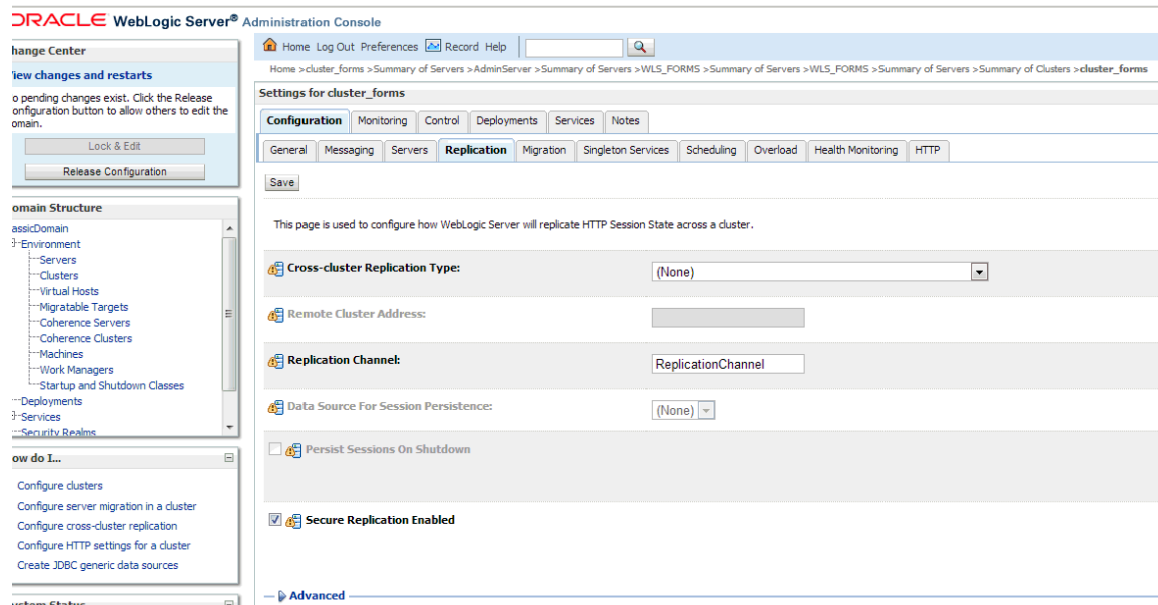 ORACLE WebLogic Server® Administration Console
hange Center
iew changes and restarts
o pending changes exist. Click the Release
onfiguration button to allow others to edit the
omain.
Lock & Edit
Release Configuration
omain Structure
assicDomain
Environment
Servers
Clusters
Virtual Hosts
Migratable Targets
Coherence Servers
Coherence Clusters
Machines
Work Managers
Startup and Shutdown Classes
Deployments
Services
Security Realms
ow do I...
Configure clusters
Configure server migration in a cluster
Configure cross-cluster replication
Configure HTTP settings for a cluster
Create JDBC generic data sources
ystem Status
Home Log Out Preferences Record Help
Home >cluster_forms >Summary of Servers >AdminServer >Summary of Servers >WLS_FORMS >Summary of Servers >WLS_FORMS >Summary of Servers >Summary of Clusters >cluster_forms
Settings for cluster_forms
Configuration Monitoring Control Deployments Services Notes
General Messaging Servers Replication Migration Singleton Services Scheduling Overload Health Monitoring HTTP
Save
This page is used to configure how WebLogic Server will replicate HTTP Session State across a cluster.
Cross-cluster Replication Type: (None)
Remote Cluster Address:
Replication Channel: ReplicationChannel
Data Source For Session Persistence: (None)
Persist Sessions On Shutdown
Secure Replication Enabled
Advanced